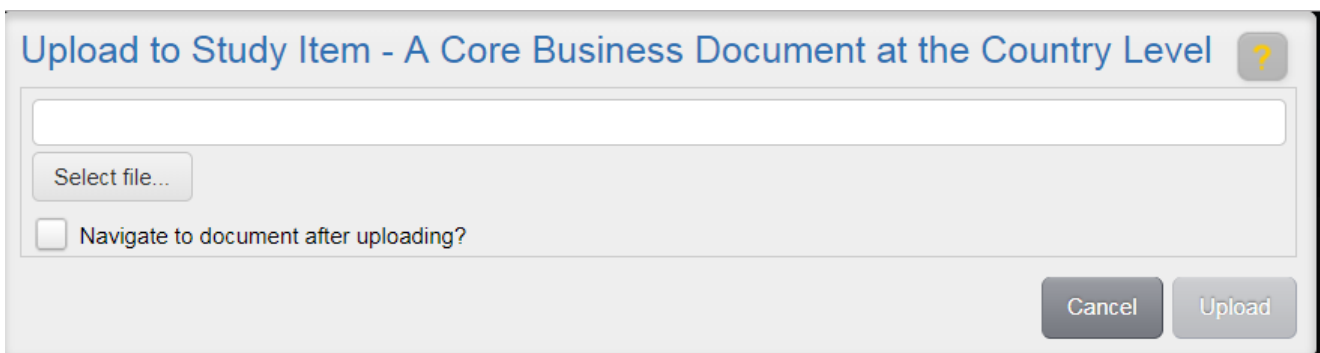 Upload to Study Item - A Core Business Document at the Country Level ?
Select file...
Navigate to document after uploading?
Cancel Upload